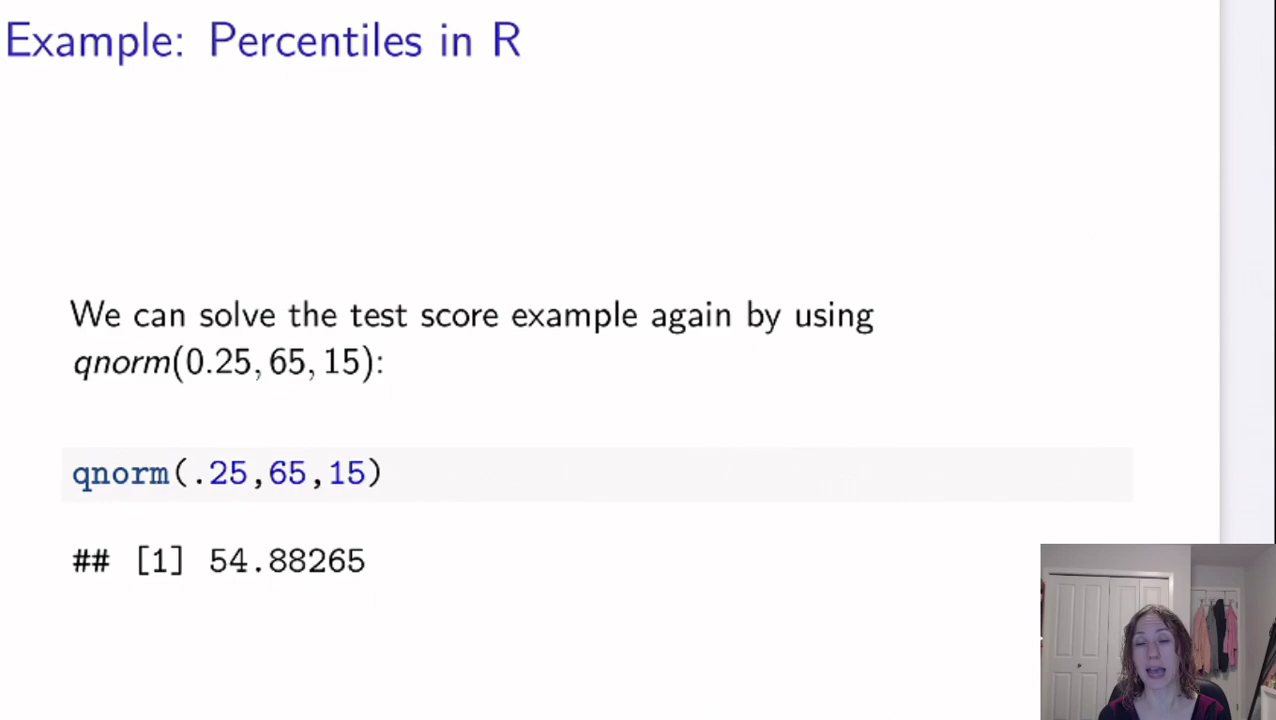 Example: Percentiles in R
We can solve the test score example again by using
qnorm(0.25, 65, 15):
qnorm(.25,65,15)
## [1] 54.88265